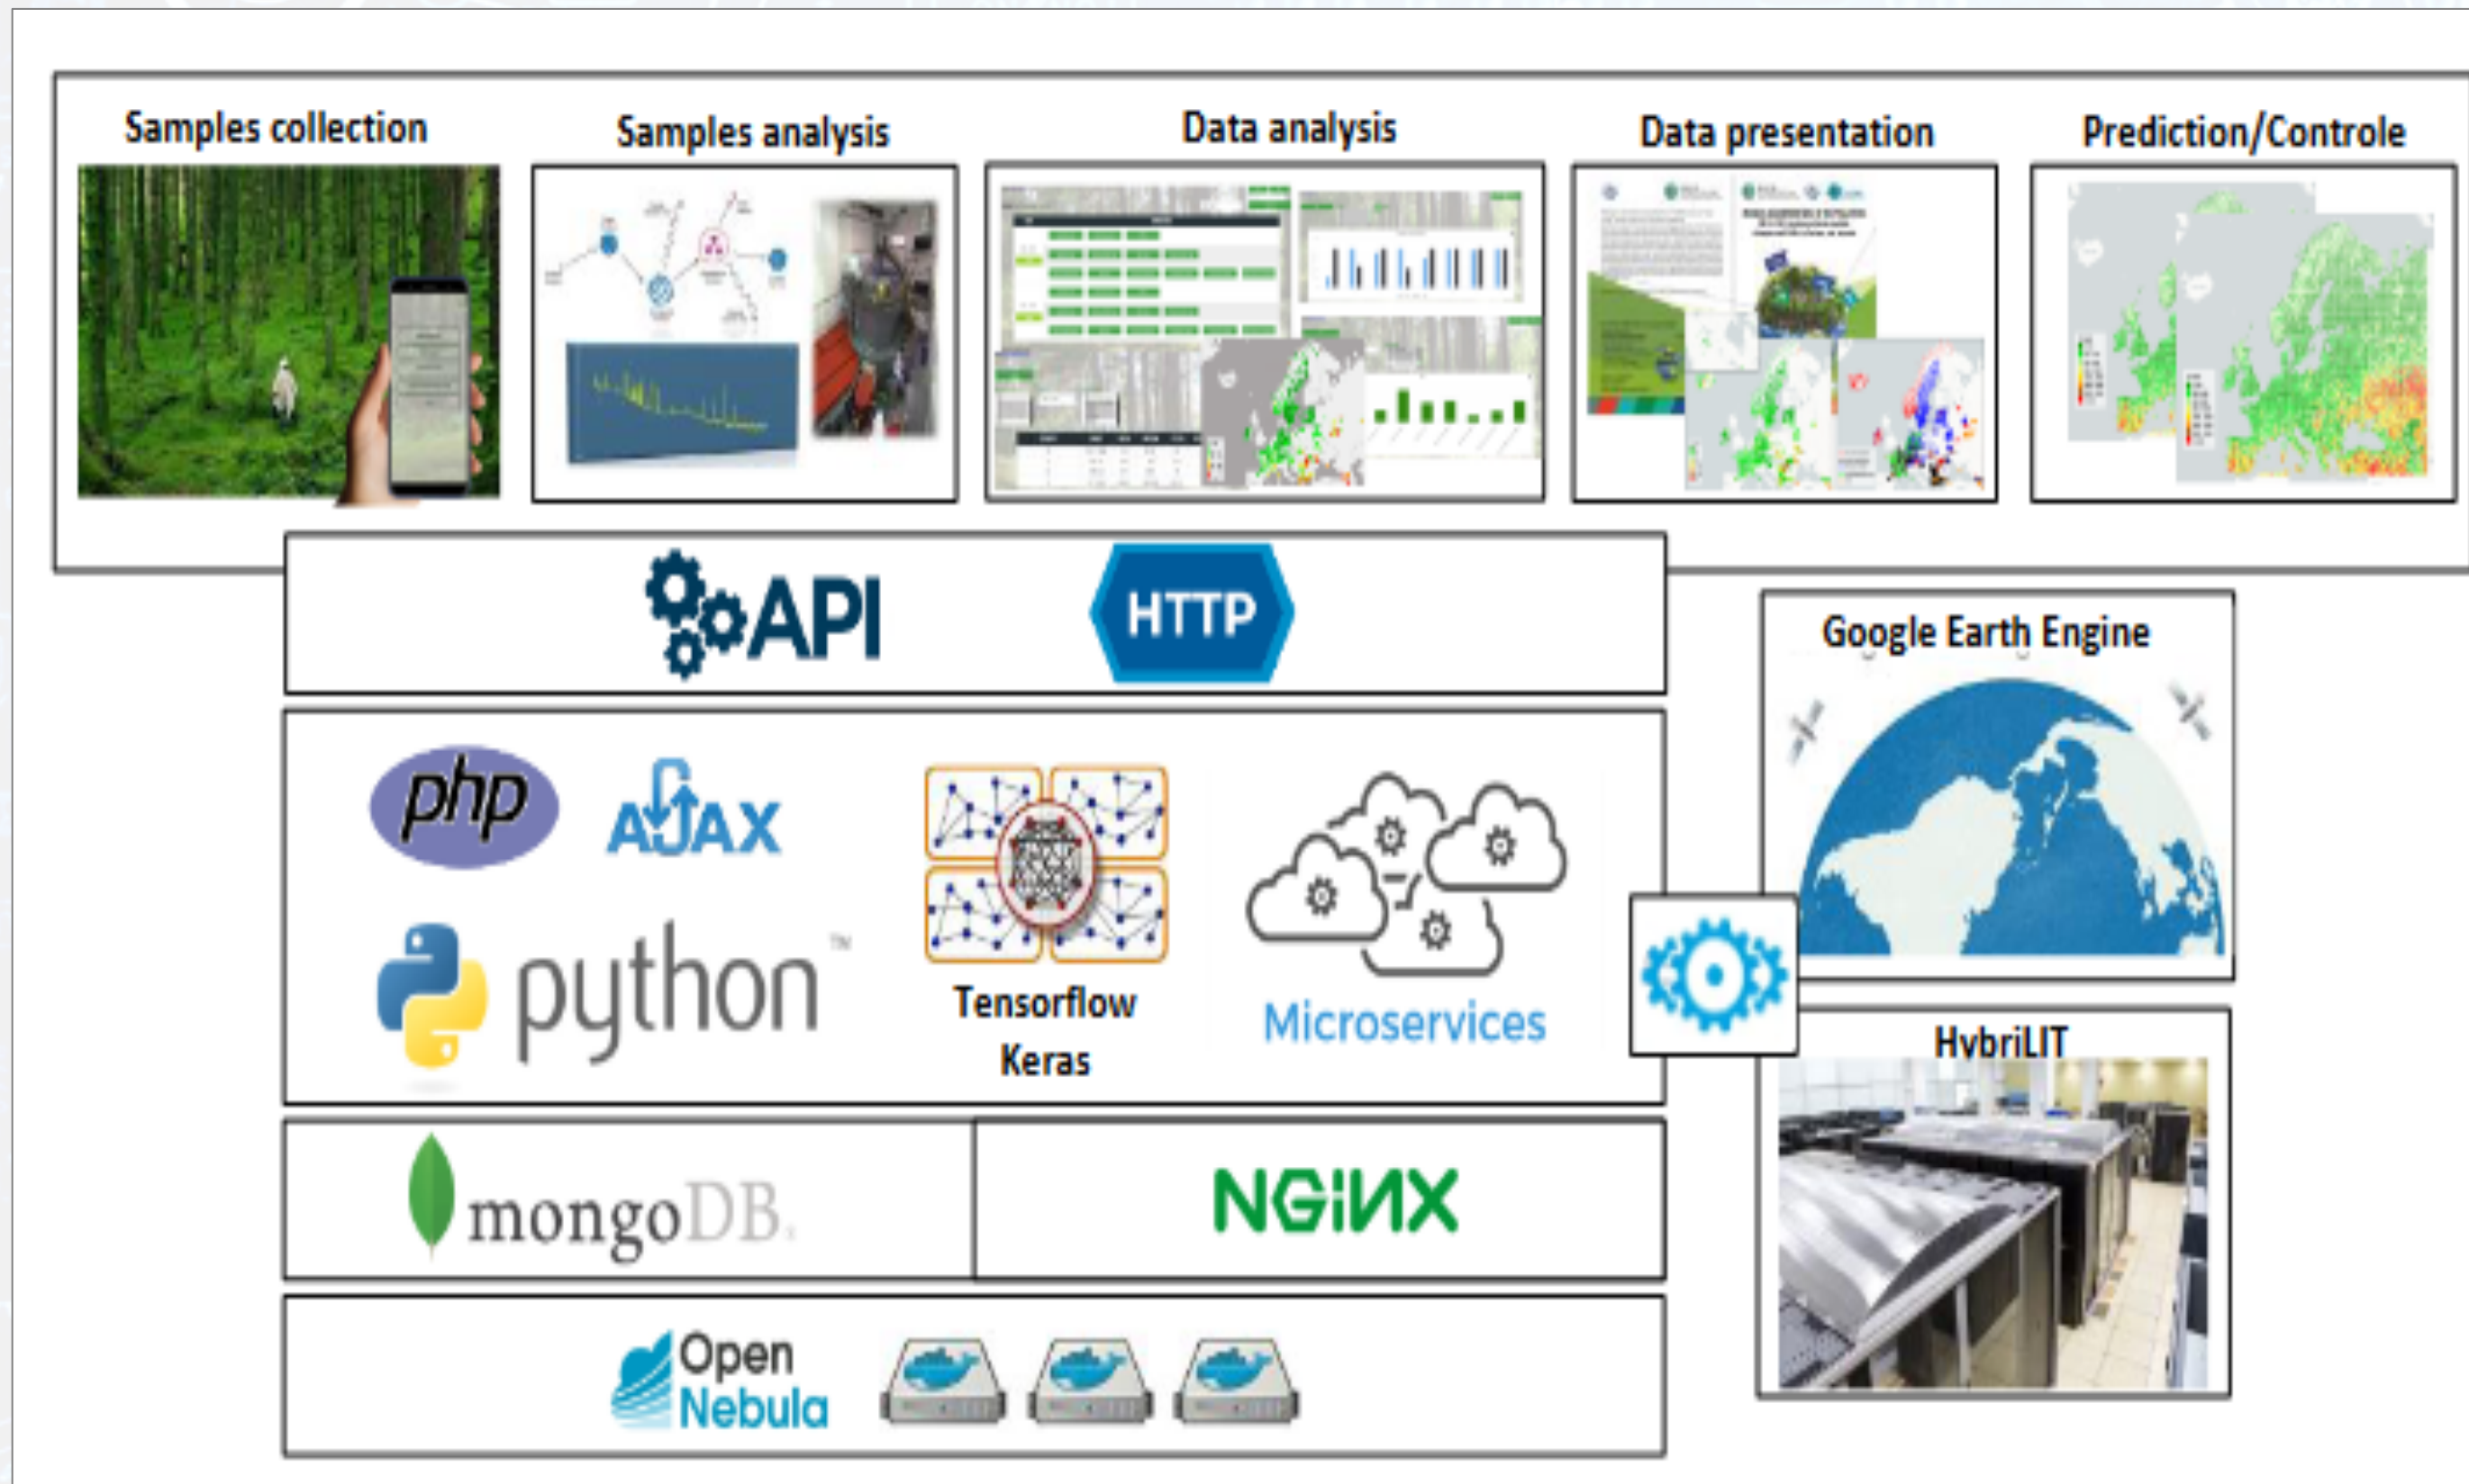 Samples collection
Samples analysis
Data analysis
Data presentation
Prediction/Controle
API
HTTP
Google Earth Engine
php
AJAX
python™
Tensorflow
Keras
Microservices
HybriLIT
mongoDB
NGiNX
Open
Nebula